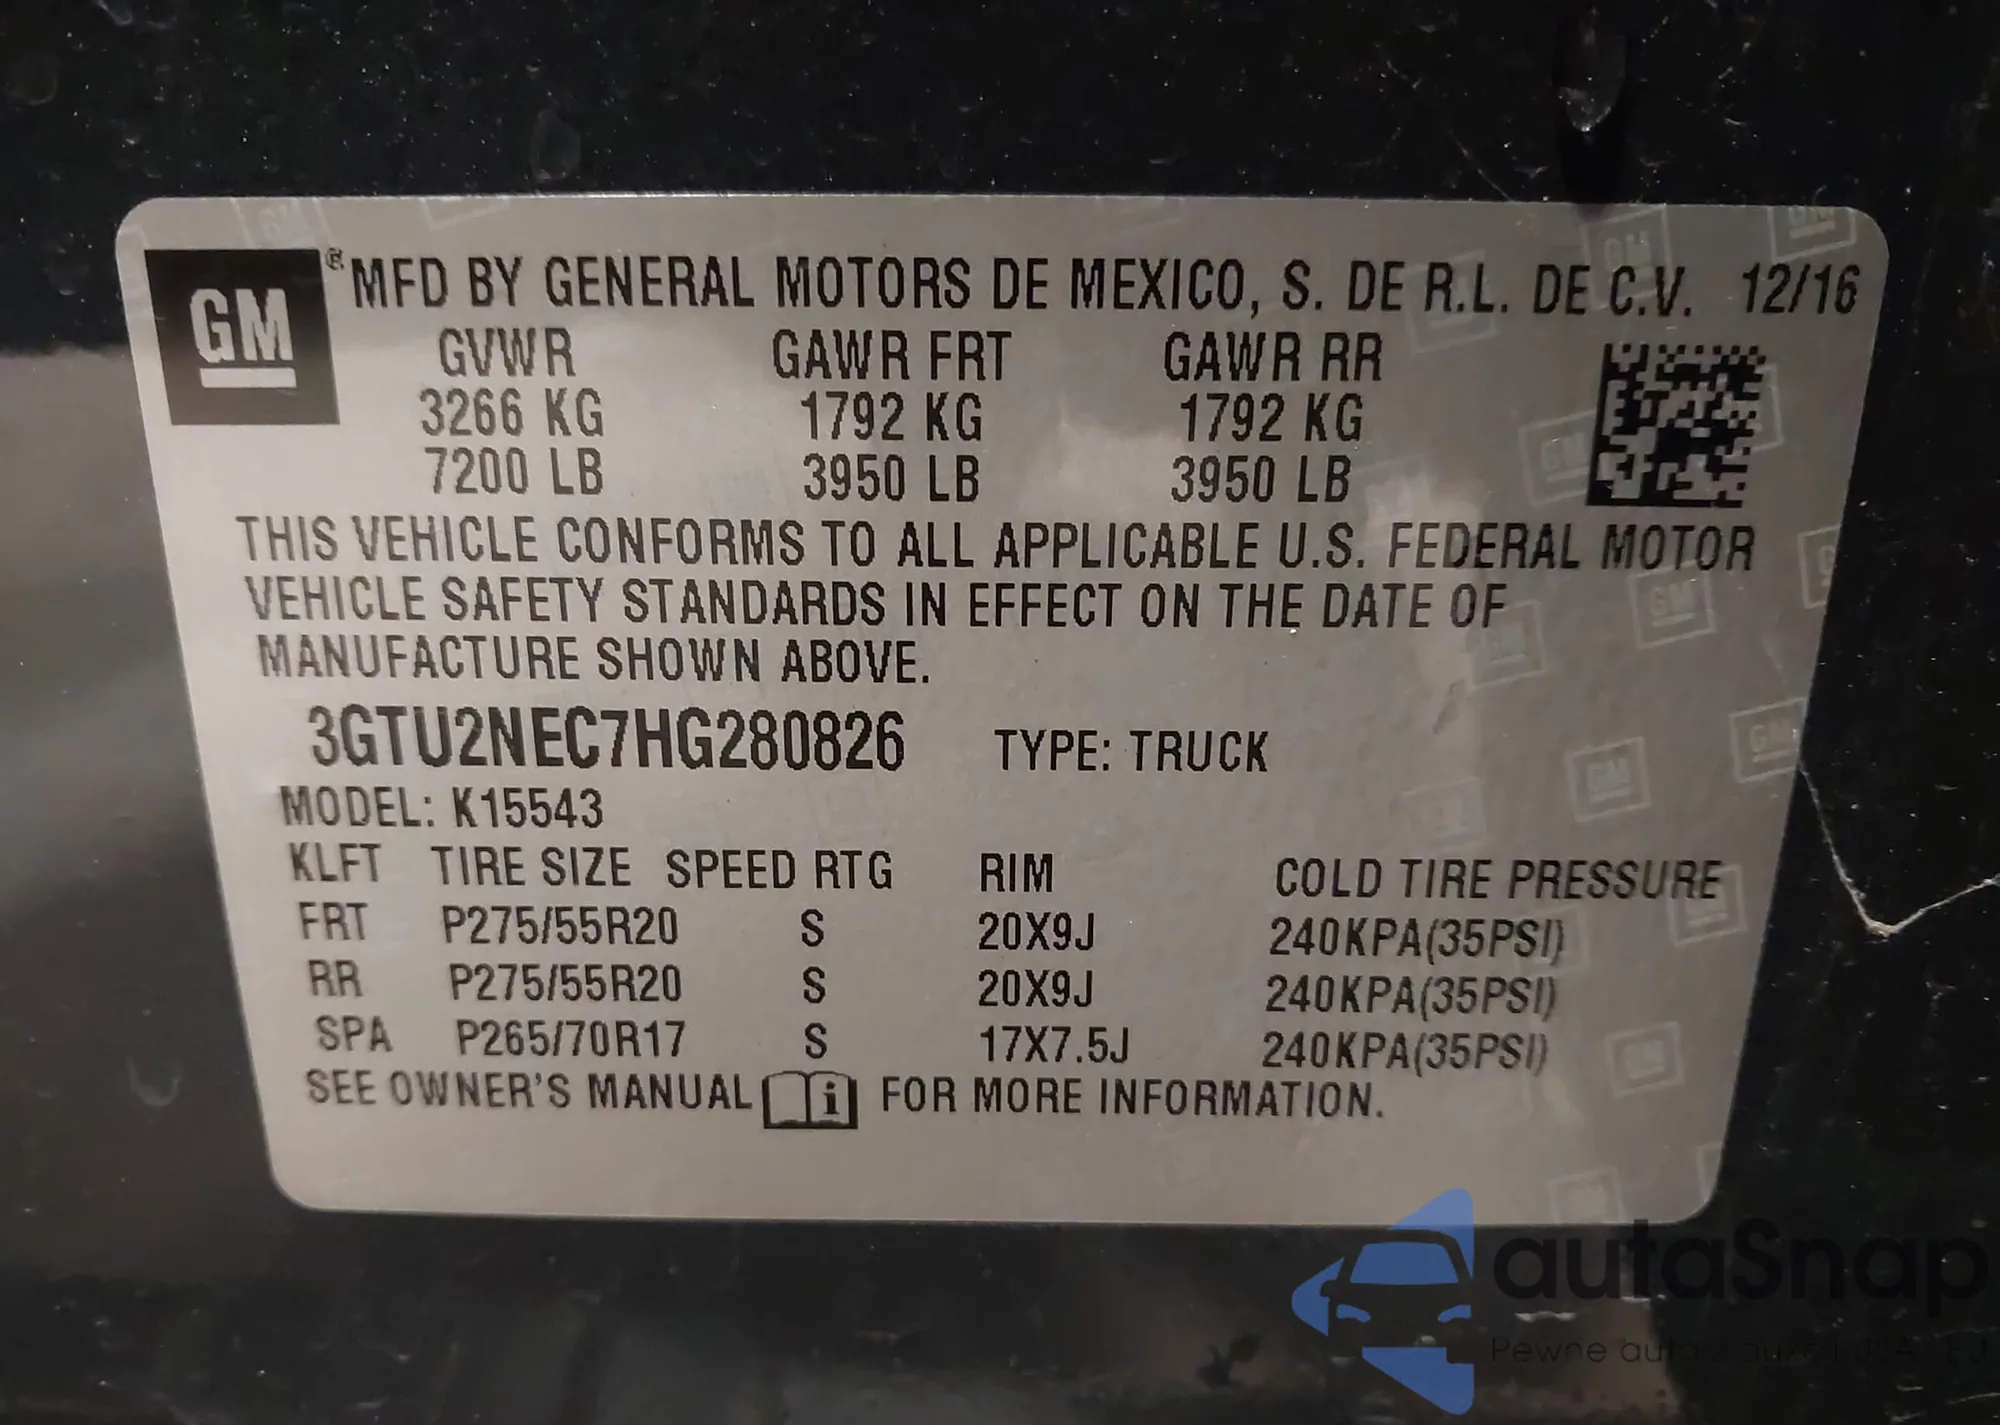 GM ® MFD BY GENERAL MOTORS DE MEXICO, S. DE R.L. DE C.V. 12/16
GVWR GAWR FRT GAWR RR
3266 KG 1792 KG 1792 KG
7200 LB 3950 LB 3950 LB
THIS VEHICLE CONFORMS TO ALL APPLICABLE U.S. FEDERAL MOTOR
VEHICLE SAFETY STANDARDS IN EFFECT ON THE DATE OF
MANUFACTURE SHOWN ABOVE.
3GTU2NEC7HG280826 TYPE: TRUCK
MODEL: K15543
KLFT TIRE SIZE SPEED RTG RIM COLD TIRE PRESSURE
FRT P275/55R20 S 20X9J 240KPA(35PSI)
RR P275/55R20 S 20X9J 240KPA(35PSI)
SPA P265/70R17 S 17X7.5J 240KPA(35PSI)
SEE OWNER'S MANUAL i FOR MORE INFORMATION.
autaSnap
Pewne auta z